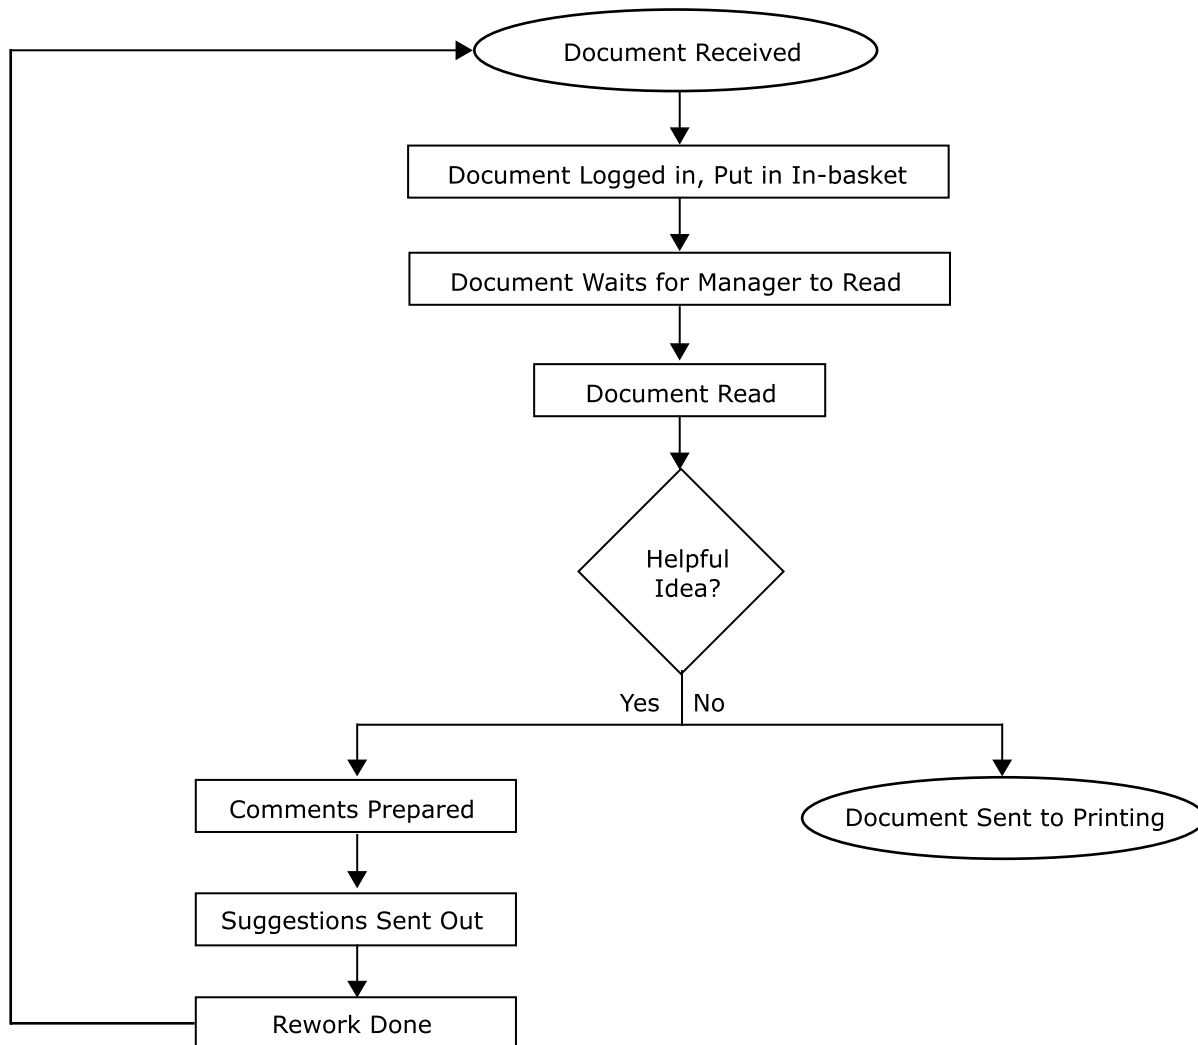 Document Received
Document Logged in, Put in In-basket
Document Waits for Manager to Read
Document Read
Helpful
Idea?
Yes
No
Comments Prepared
Document Sent to Printing
Suggestions Sent Out
Rework Done